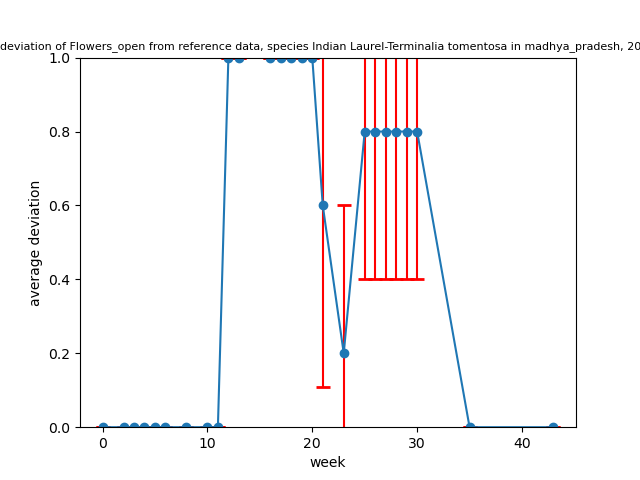 deviation of Flowers_open from reference data, species Indian Laurel-Terminalia tomentosa in madhya_pradesh, 20
1.0
0.8
0.6
0.4
0.2
0.0
average deviation
0 10 20 30 40
week